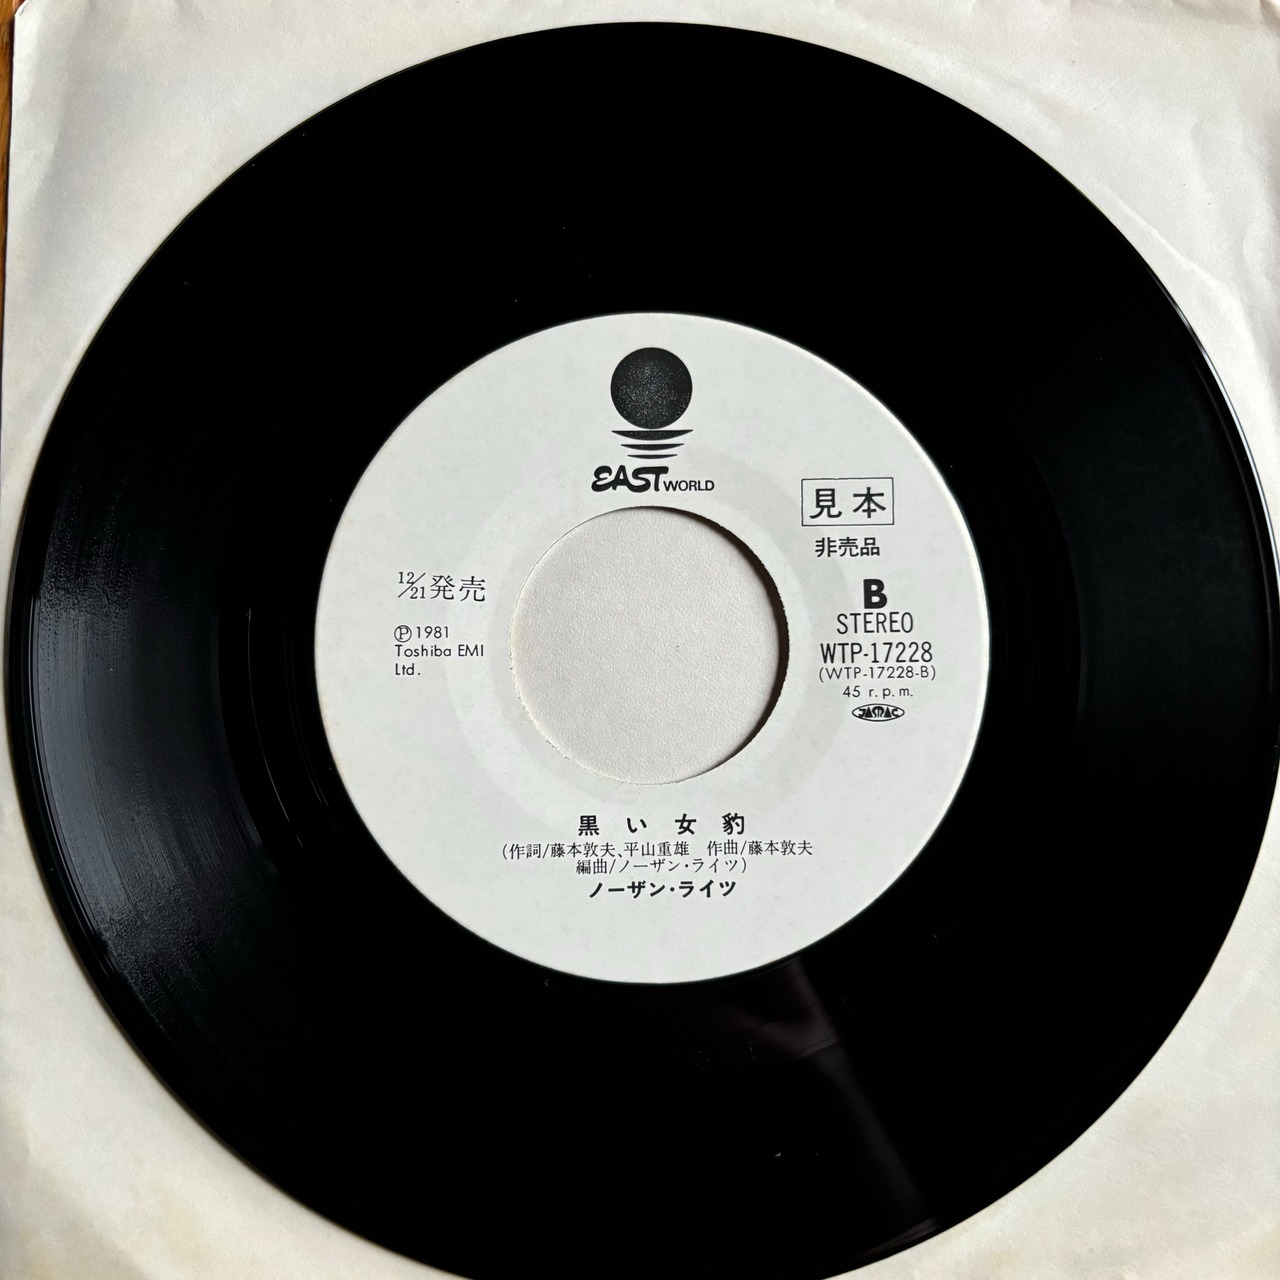 EAST WORLD
見本
非売品
12/21発売
Ⓟ1981
Toshiba EMI
Ltd.
B
STEREO
WTP-17228
(WTP-17228-B)
45 r.p.m.
JASRAC
黒い女豹
(作詞/藤本敦夫、平山重雄 作曲/藤本敦夫
編曲/ノーザン・ライツ)
ノーザン・ライツ